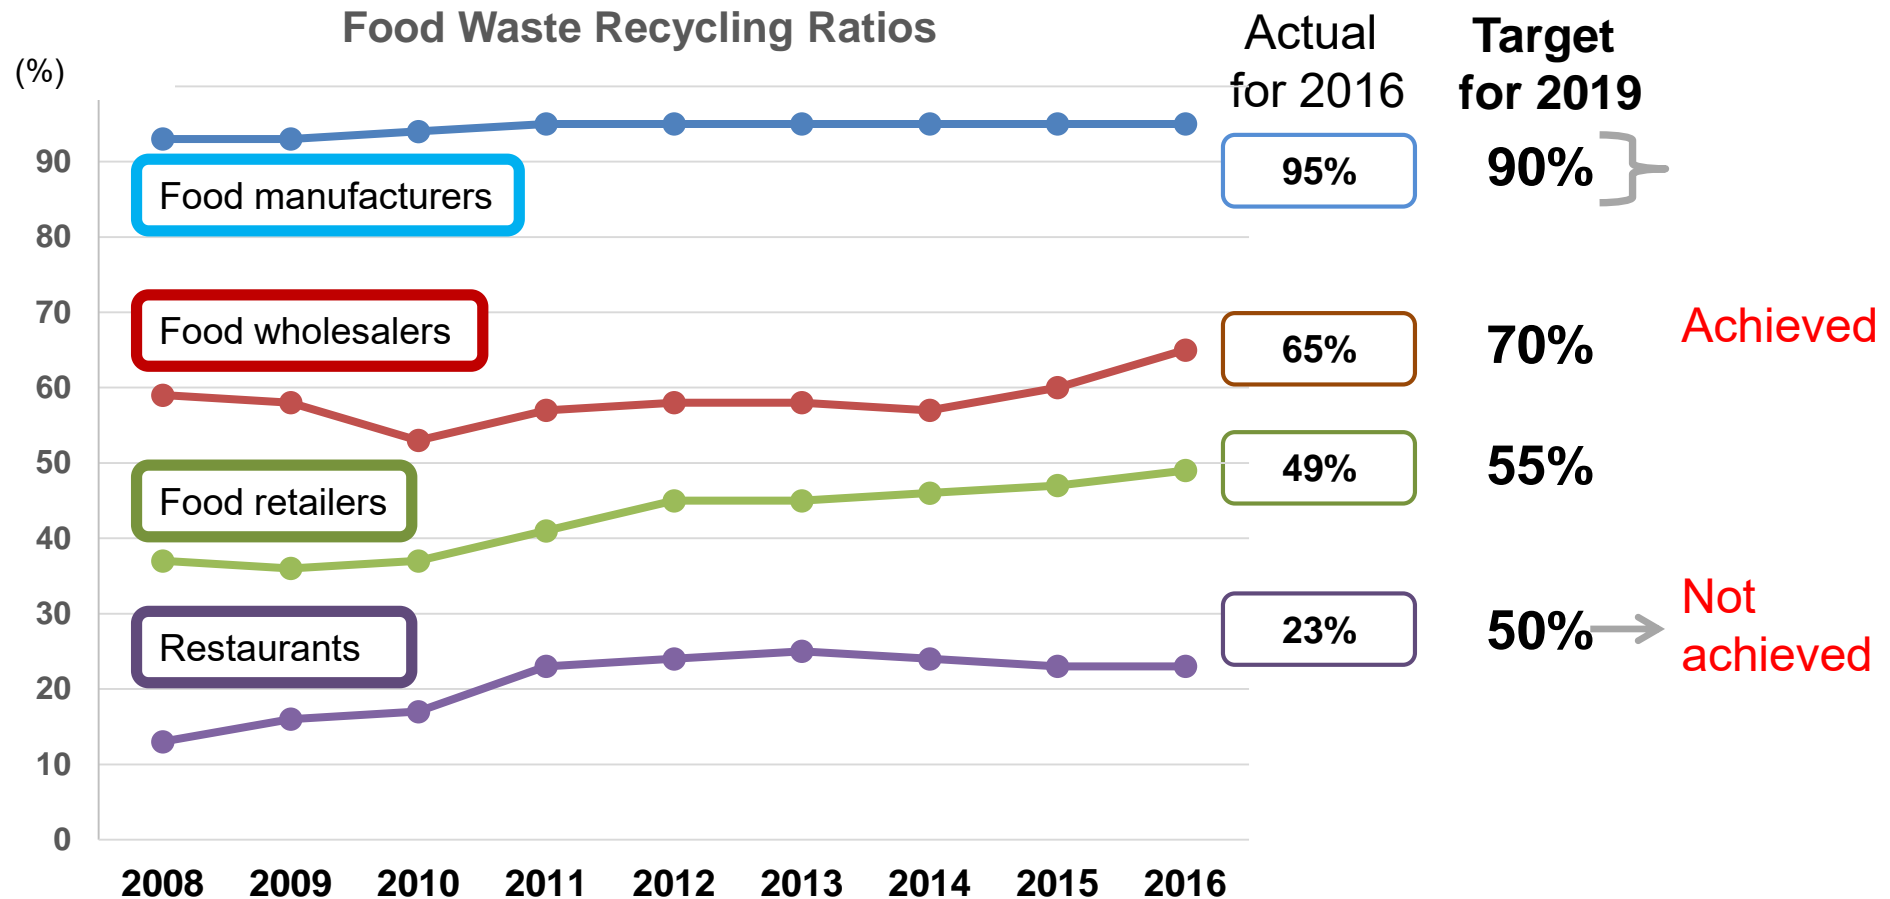 Food Waste Recycling Ratios
Actual
for 2016
Target
for 2019
(%)
90
80
70
60
50
40
30
20
10
0
Food manufacturers
95%
90%
Food wholesalers
65%
70%
Achieved
Food retailers
49%
55%
Restaurants
23%
50%
Not
achieved
2008 2009 2010 2011 2012 2013 2014 2015 2016